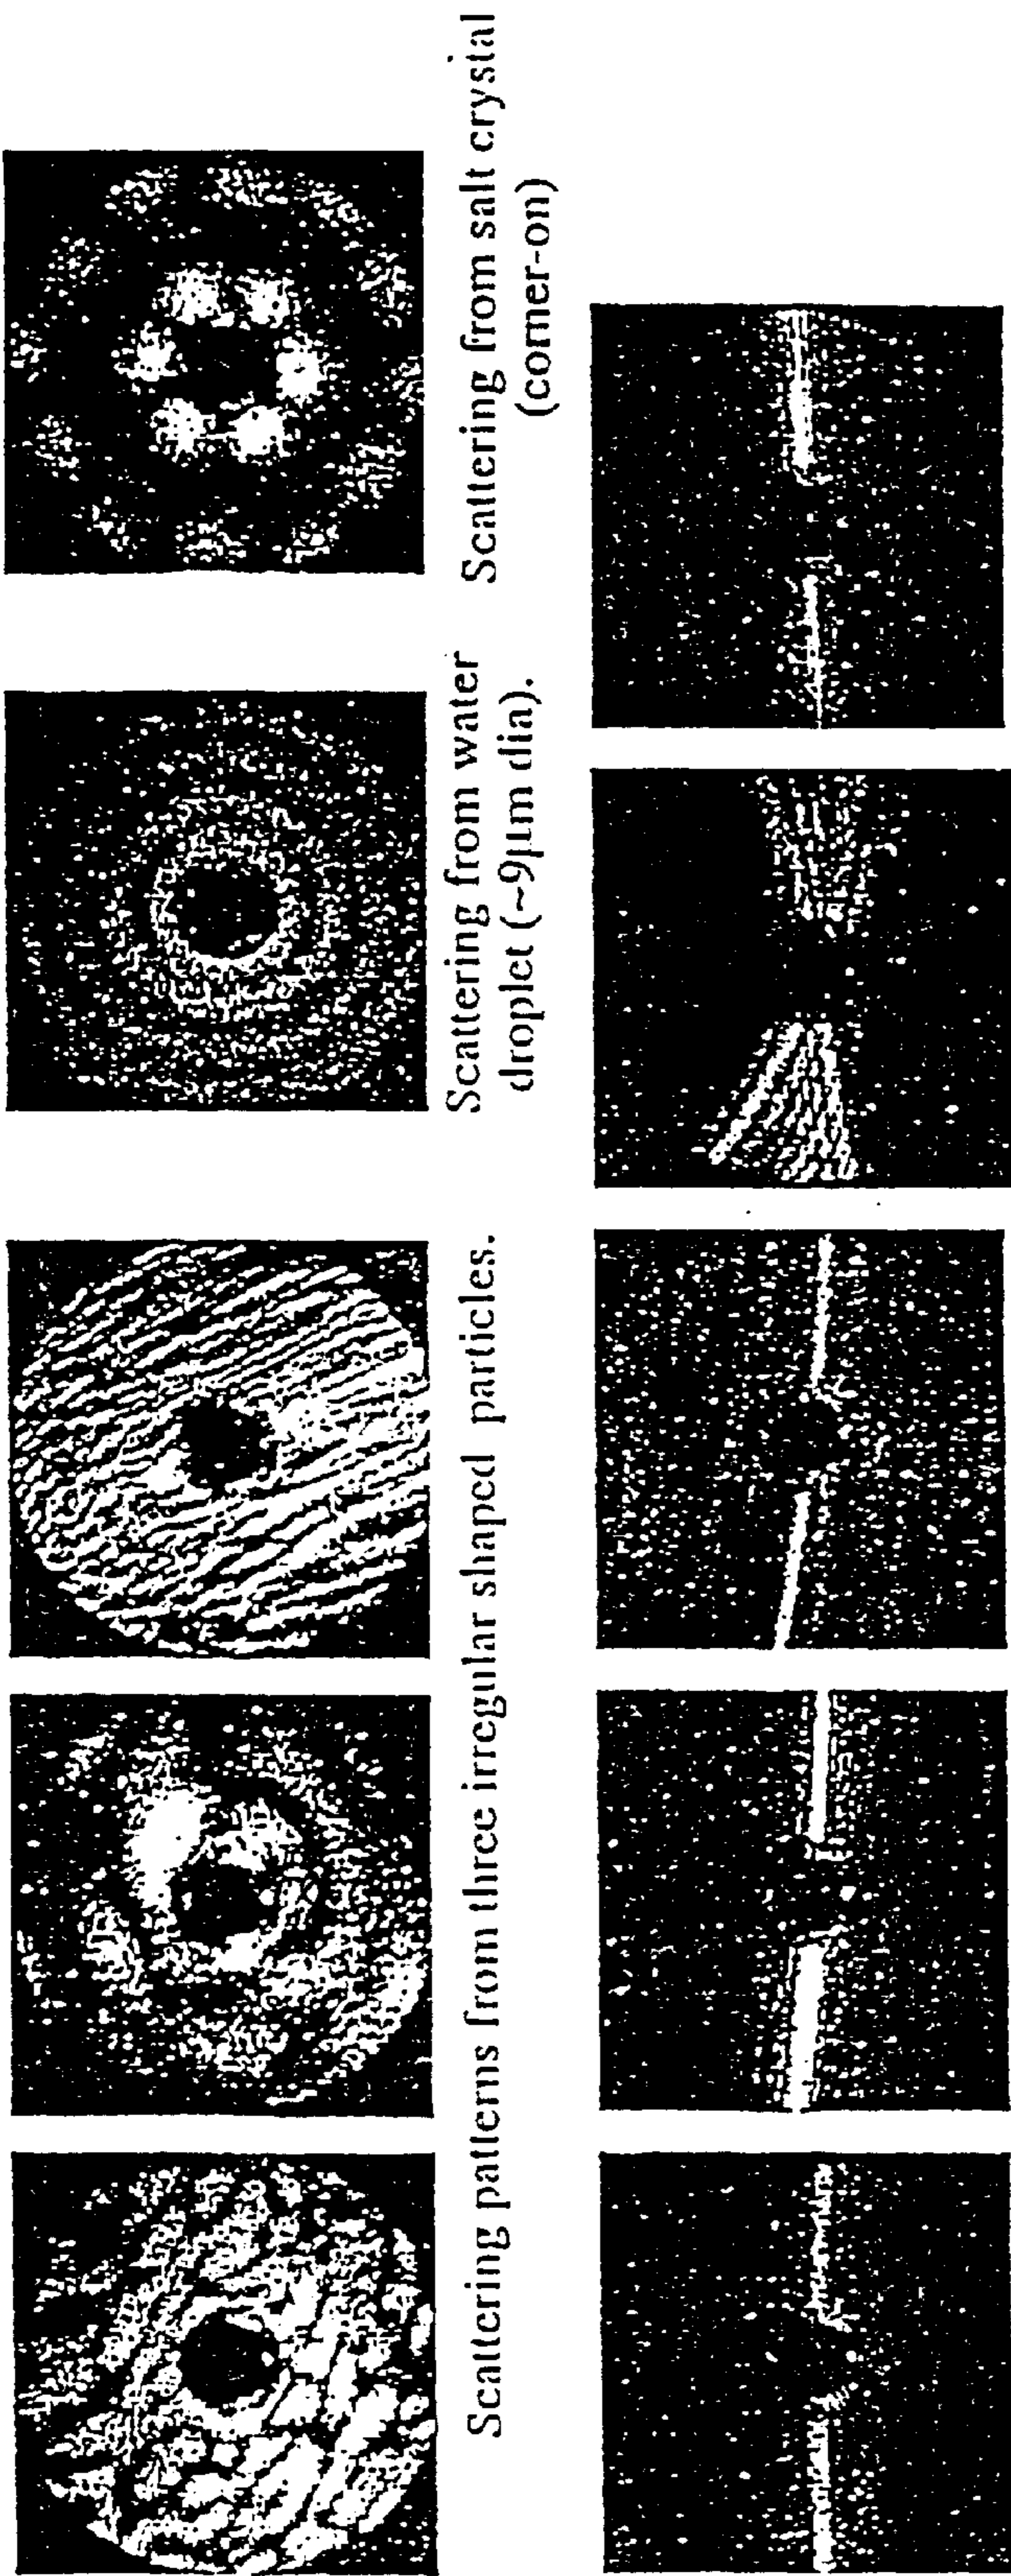 Scattering patterns from three irregular shaped particles.
Scattering from water
droplet (~9µm dia).
Scattering from salt crystal
(corner-on)